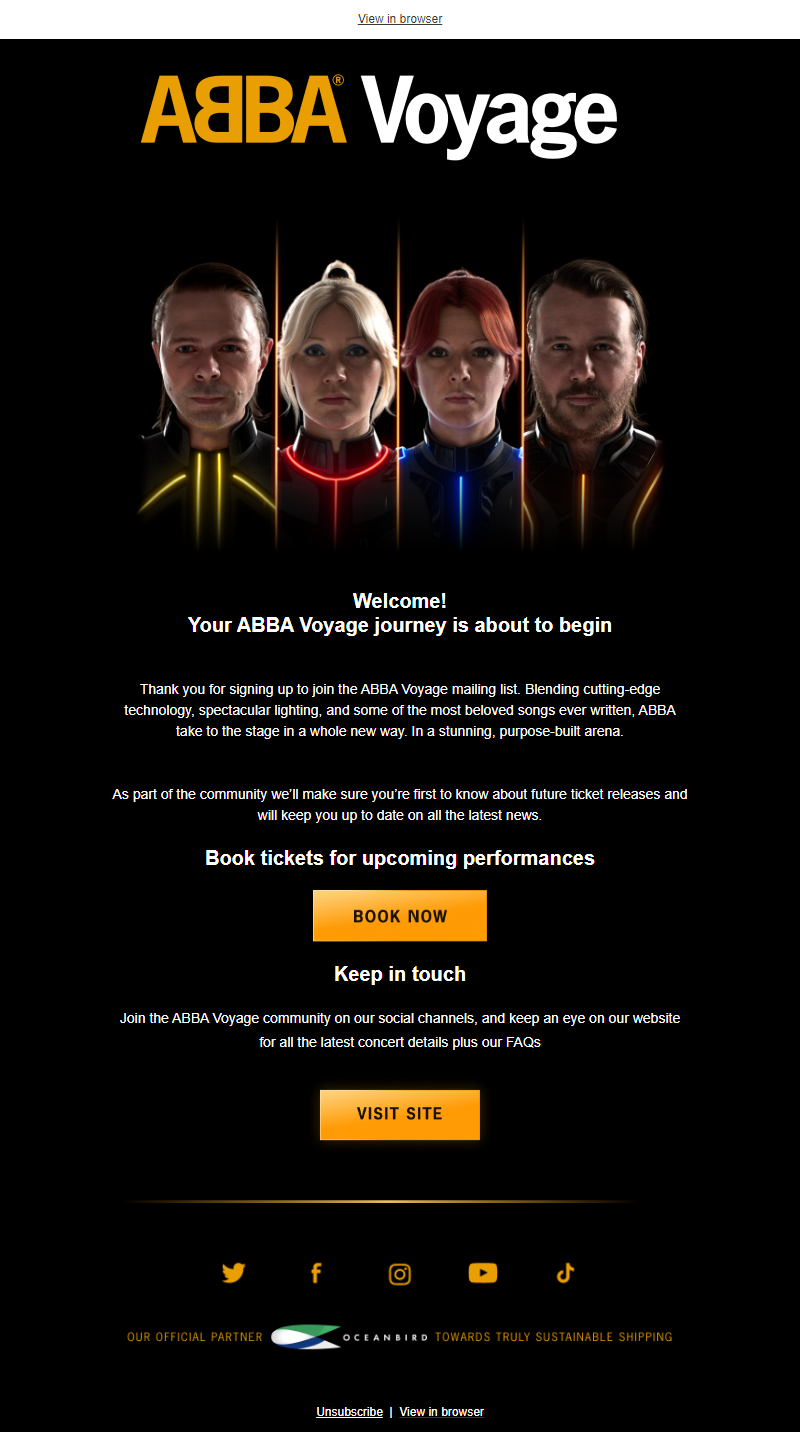 View in browser
ABBA® Voyage
Welcome!
Your ABBA Voyage journey is about to begin
Thank you for signing up to join the ABBA Voyage mailing list. Blending cutting-edge
technology, spectacular lighting, and some of the most beloved songs ever written, ABBA
take to the stage in a whole new way. In a stunning, purpose-built arena.
As part of the community we’ll make sure you’re first to know about future ticket releases and
will keep you up to date on all the latest news.
Book tickets for upcoming performances
BOOK NOW
Keep in touch
Join the ABBA Voyage community on our social channels, and keep an eye on our website
for all the latest concert details plus our FAQs
VISIT SITE
OUR OFFICIAL PARTNER OCEANBIRD TOWARDS TRULY SUSTAINABLE SHIPPING
Unsubscribe | View in browser